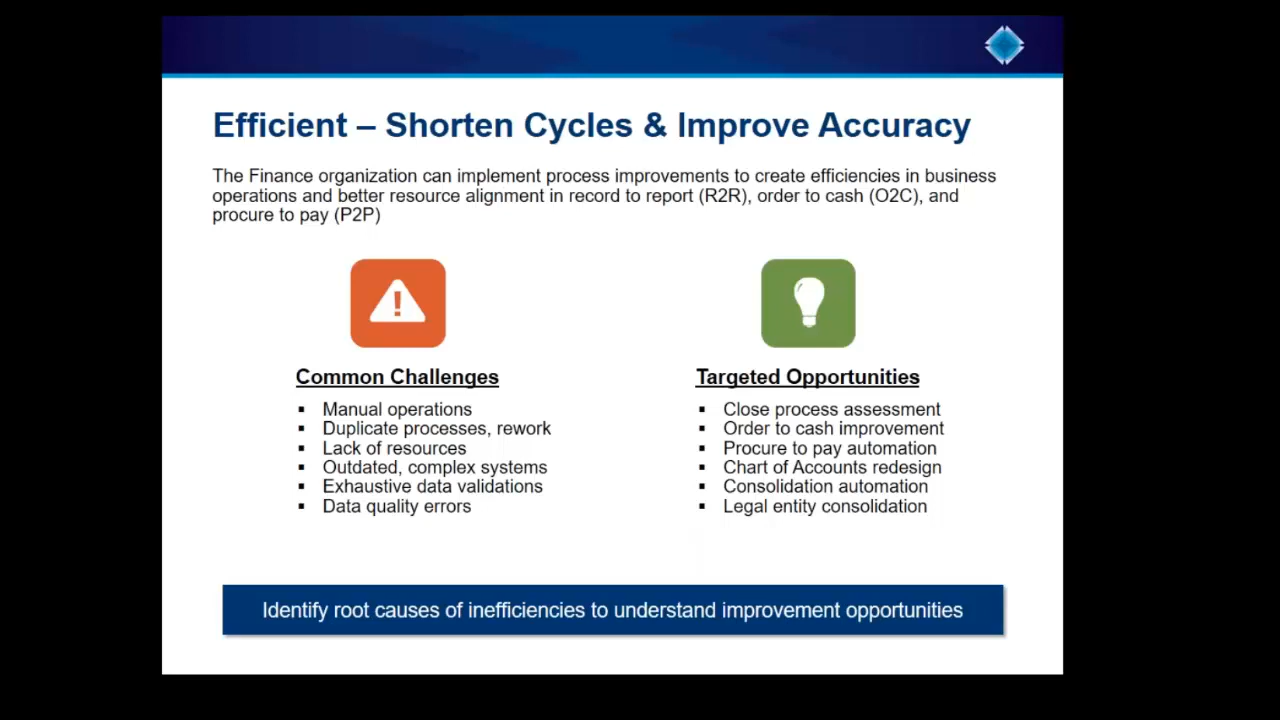 Efficient – Shorten Cycles & Improve Accuracy
The Finance organization can implement process improvements to create efficiencies in business
operations and better resource alignment in record to report (R2R), order to cash (O2C), and
procure to pay (P2P)
Common Challenges
▪ Manual operations
▪ Duplicate processes, rework
▪ Lack of resources
▪ Outdated, complex systems
▪ Exhaustive data validations
▪ Data quality errors
Targeted Opportunities
▪ Close process assessment
▪ Order to cash improvement
▪ Procure to pay automation
▪ Chart of Accounts redesign
▪ Consolidation automation
▪ Legal entity consolidation
Identify root causes of inefficiencies to understand improvement opportunities